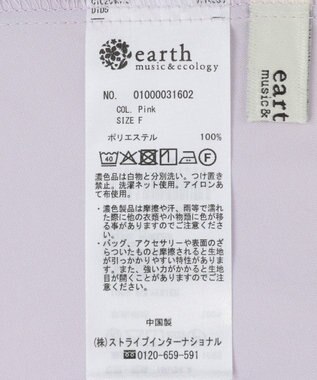 earth
music&ecology
earth
music&
NO. 01000031602
COL. Pink
SIZE F
ポリエステル 100%
40
F
濃色品は白物と分別洗い。つけ置き
禁止。洗濯ネット使用。アイロンあ
て布使用。
・濃色製品は摩擦や汗、雨等で濡れ
た際に他の衣類や小物類に色が移
る事がありますのでご注意くださ
い。
・バッグ、アクセサリーや表面のざ
らついたものと摩擦されると生地
が引っかかりやすい特性がありま
す。また、強い力がかかると生地
目が開くことがありますのでご注
意ください。
中国製
(株)ストライプインターナショナル
☎0120-659-591